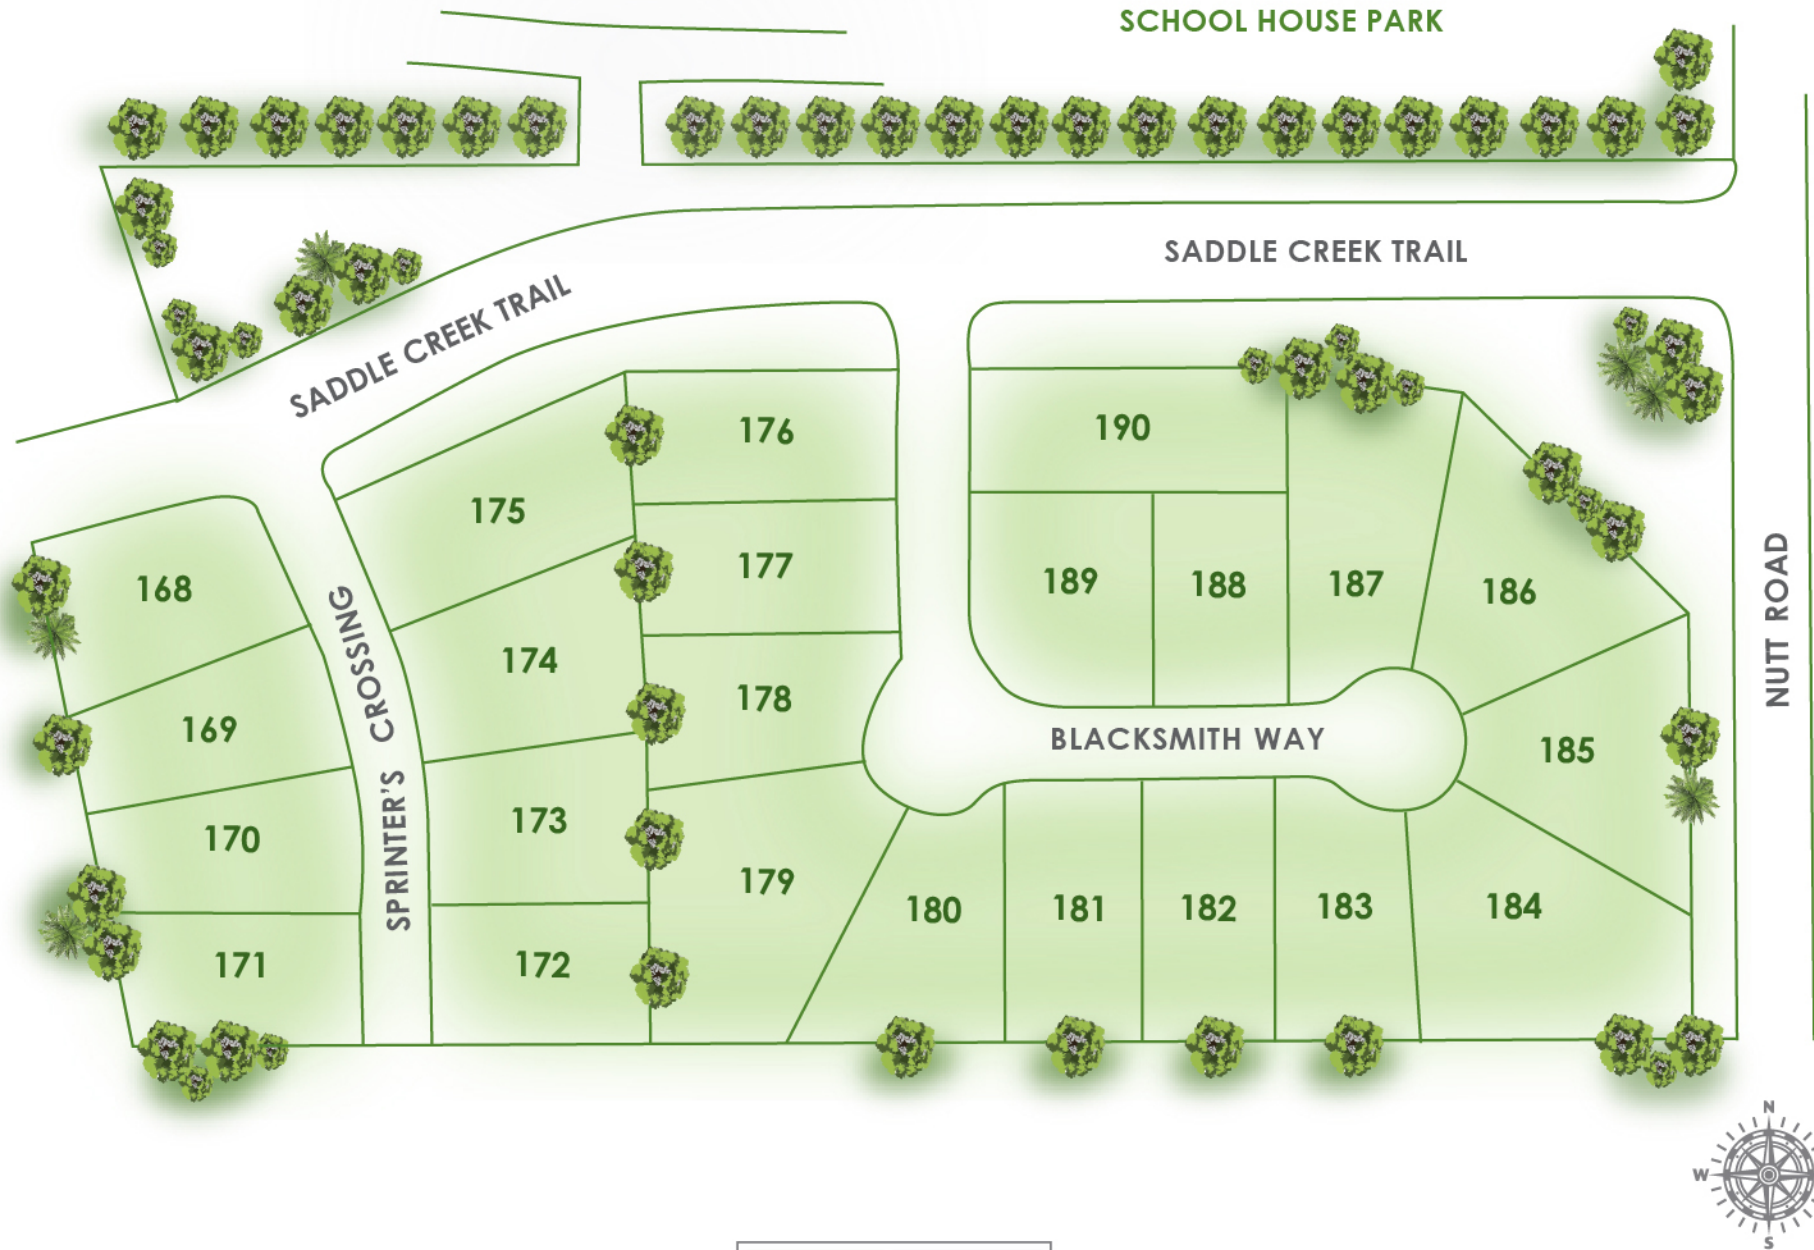 SCHOOL HOUSE PARK
SADDLE CREEK TRAIL
SADDLE CREEK TRAIL
176
190
175
177
168
189
188
187
186
SPRINTER'S CROSSING
NUTT ROAD
174
178
169
BLACKSMITH WAY
185
173
170
179
180
181
182
183
184
171
172
N
W
S